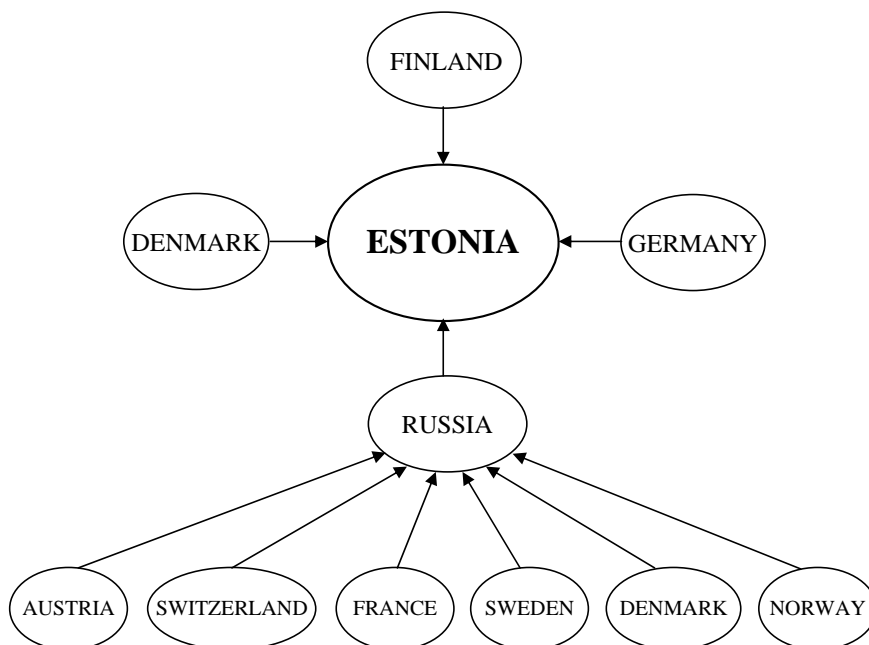 FINLAND
DENMARK
ESTONIA
GERMANY
RUSSIA
AUSTRIA
SWITZERLAND
FRANCE
SWEDEN
DENMARK
NORWAY